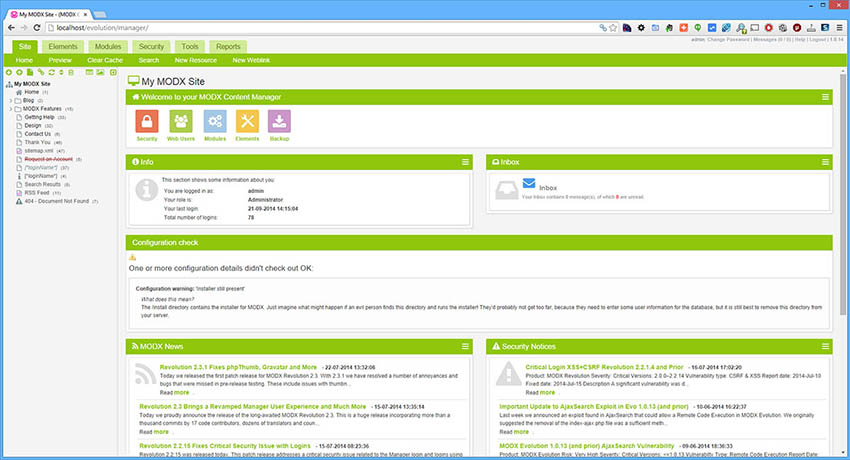 My MODX Site - (MODX C
localhost/evolution/manager/
Site Elements Modules Security Tools Reports
admin Change Password | Messages (0 / 0) | Help | Logout | 1.0.14
Home Preview Clear Cache Search New Resource New Weblink
My MODX Site
Home (1)
Blog (2)
MODX Features (15)
Getting Help (33)
Design (22)
Contact Us (6)
Thank You (46)
sitemap.xml (47)
Request an Account (5)
[*loginName*] (37)
[*loginName*] (3)
Search Results (8)
RSS Feed (11)
404 - Document Not Found (7)
My MODX Site
Welcome to your MODX Content Manager
Security Web Users Modules Elements Backup
Info
This section shows some information about you:
You are logged in as: admin
Your role is: Administrator
Your last login: 21-09-2014 14:15:04
Total number of logins: 78
Inbox
Inbox
Your inbox contains 0 message(s), of which 0 are unread.
Configuration check
One or more configuration details didn't check out OK:
Configuration warning: 'Installer still present'
What does this mean?
The install directory contains the installer for MODX. Just imagine what might happen if an evil person finds this directory and runs the installer! They'd probably not get too far, because they need to enter some user information for the database, but it is still best to remove this directory from
your server.
MODX News
Revolution 2.3.1 Fixes phpThumb, Gravatar and More - 22-07-2014 13:32:06
Today we released the first patch release for MODX Revolution 2.3. With 2.3.1 we have resolved a number of annoyances and
bugs that were missed in pre-release testing. These include issues with thumbn...
Read more .
Revolution 2.3 Brings a Revamped Manager User Experience and Much More - 15-07-2014 13:35:14
Today we proudly announce the release of the long-awaited MODX Revolution 2.3. This is a huge release incorporating more than a
thousand commits by 17 code contributors, dozens of translators and coun...
Read more .
Revolution 2.2.15 Fixes Critical Security Issue with Logins - 15-07-2014 08:23:36
Revolution 2.2.15 was released today. This patch release addresses a critical security issue related to the Manager login and logins using
Security Notices
Critical Login XSS+CSRF Revolution 2.2.1.4 and Prior - 15-07-2014 17:02:20
Product: MODX Revolution Severity: Critical Versions: 2.0.0–2.2.14 Vulnerability type: CSRF & XSS Report date: 2014-Jul-10
Fixed date: 2014-Jul-15 Description A significant vulnerability was d...
Read more .
Important Update to AjaxSearch Exploit in Evo 1.0.13 (and prior) - 10-06-2014 16:22:37
Last week we announced an exploit found in AjaxSearch that could allow a Remote Code Execution in MODX Evolution. We originally
suggested the removal of the index-ajax php file was a sufficient meth...
Read more .
MODX Evolution 1.0.13 (and prior) AjaxSearch Vulnerability - 09-06-2014 18:36:33
Product: MODX Evolution Risk: Very High Severity: Critical Versions: <=1.0.13 Vulnerability Type: Remote Code Execution Report Date: